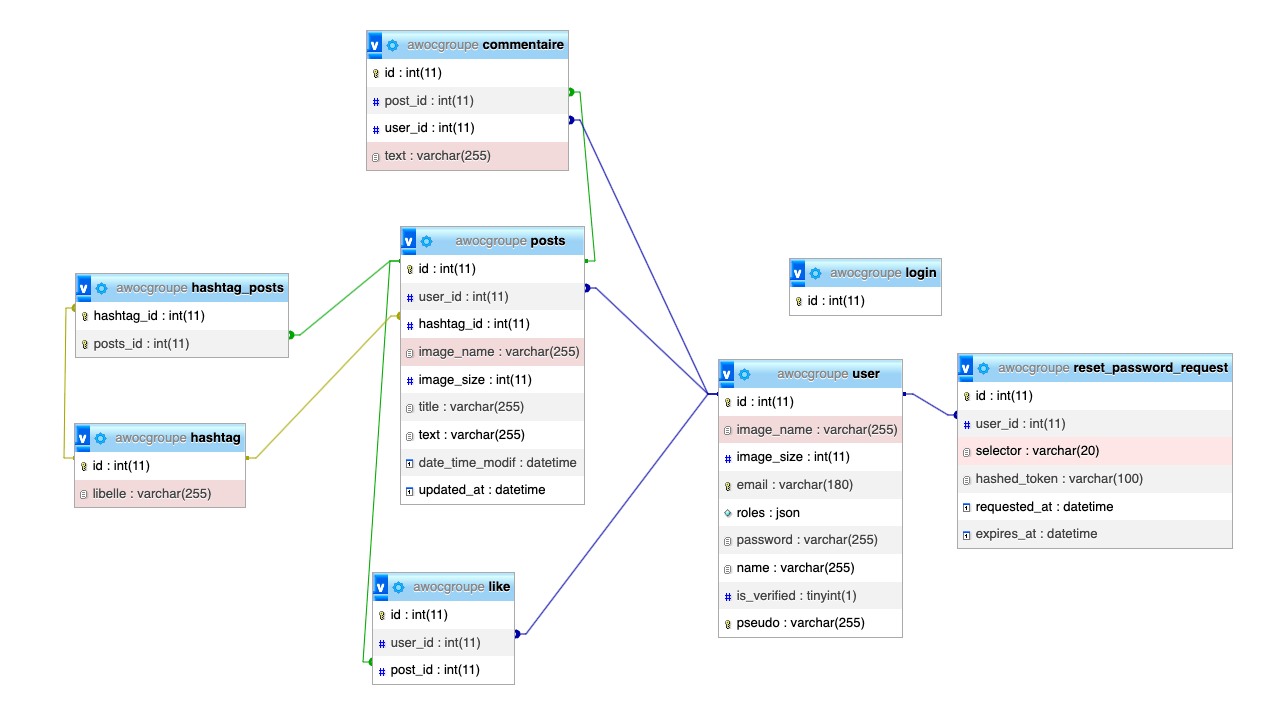 awocgroupe commentaire
id : int(11)
post_id : int(11)
user_id : int(11)
text : varchar(255)
awocgroupe posts
id : int(11)
user_id : int(11)
hashtag_id : int(11)
image_name : varchar(255)
image_size : int(11)
title : varchar(255)
text : varchar(255)
date_time_modif : datetime
updated_at : datetime
awocgroupe hashtag_posts
hashtag_id : int(11)
posts_id : int(11)
awocgroupe hashtag
id : int(11)
libelle : varchar(255)
awocgroupe like
id : int(11)
user_id : int(11)
post_id : int(11)
awocgroupe login
id : int(11)
awocgroupe user
id : int(11)
image_name : varchar(255)
image_size : int(11)
email : varchar(180)
roles : json
password : varchar(255)
name : varchar(255)
is_verified : tinyint(1)
pseudo : varchar(255)
awocgroupe reset_password_request
id : int(11)
user_id : int(11)
selector : varchar(20)
hashed_token : varchar(100)
requested_at : datetime
expires_at : datetime